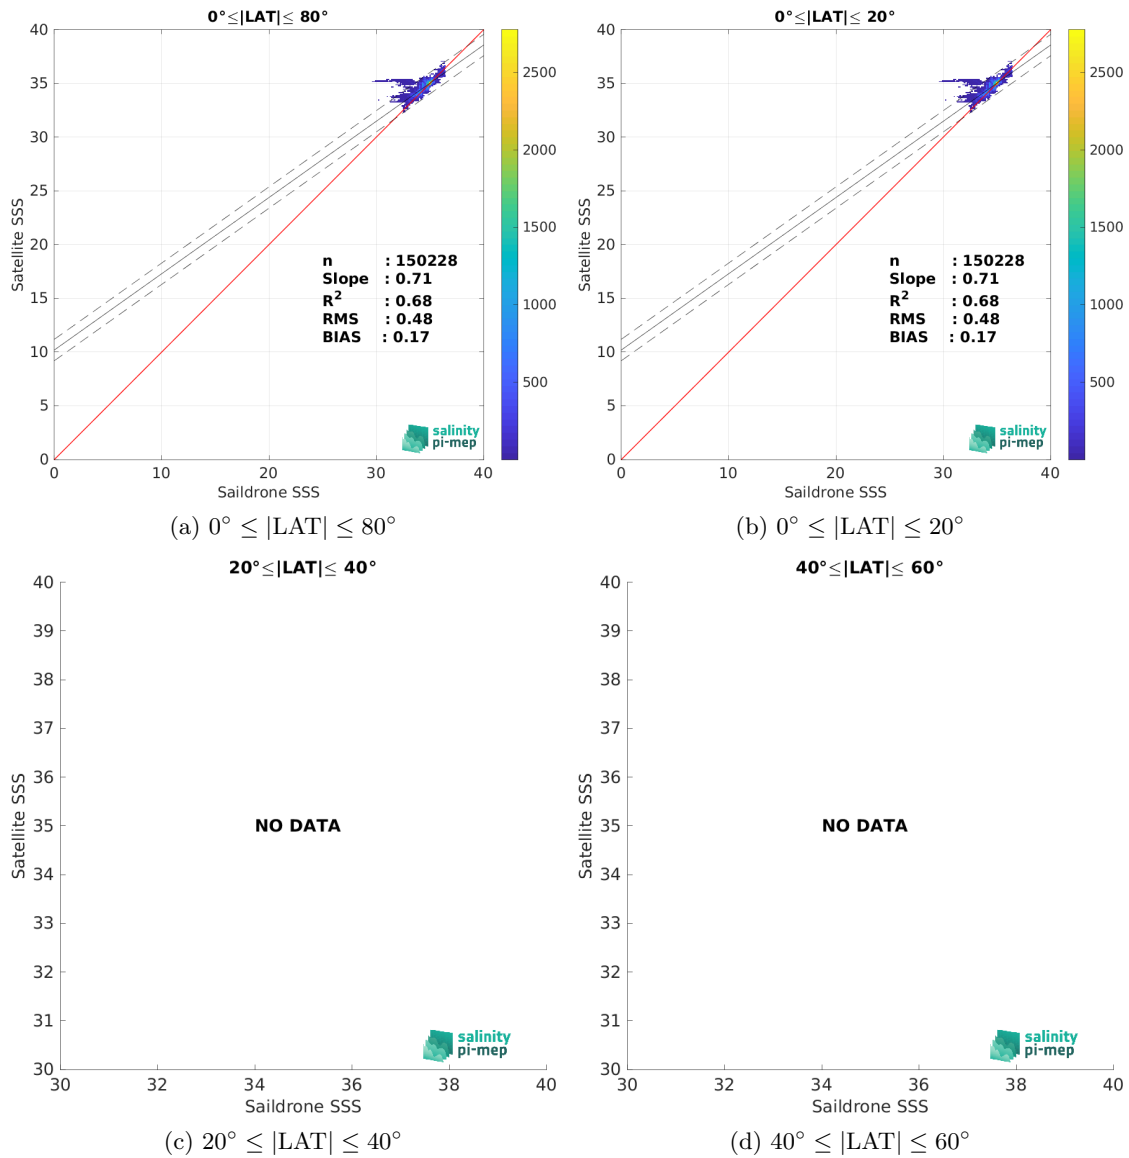 0°≤|LAT|≤ 80°
40
35
30
25
20
15
10
5
0
Satellite SSS
n : 150228
Slope : 0.71
R² : 0.68
RMS : 0.48
BIAS : 0.17
salinity
pi-mep
0 10 20 30 40
Saildrone SSS
2500
2000
1500
1000
500
(a) 0° ≤ |LAT| ≤ 80°
0°≤|LAT|≤ 20°
40
35
30
25
20
15
10
5
0
Satellite SSS
n : 150228
Slope : 0.71
R² : 0.68
RMS : 0.48
BIAS : 0.17
salinity
pi-mep
0 10 20 30 40
Saildrone SSS
2500
2000
1500
1000
500
(b) 0° ≤ |LAT| ≤ 20°
20°≤|LAT|≤ 40°
40
39
38
37
36
35
34
33
32
31
30
Satellite SSS
NO DATA
salinity
pi-mep
30 32 34 36 38 40
Saildrone SSS
(c) 20° ≤ |LAT| ≤ 40°
40°≤|LAT|≤ 60°
40
39
38
37
36
35
34
33
32
31
30
Satellite SSS
NO DATA
salinity
pi-mep
30 32 34 36 38 40
Saildrone SSS
(d) 40° ≤ |LAT| ≤ 60°